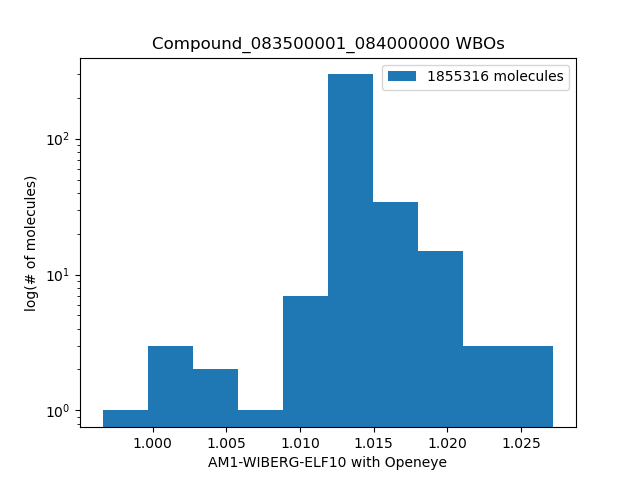 Compound_083500001_084000000 WBOs
1855316 molecules
log(# of molecules)
10²
10¹
10⁰
1.000 1.005 1.010 1.015 1.020 1.025
AM1-WIBERG-ELF10 with Openeye